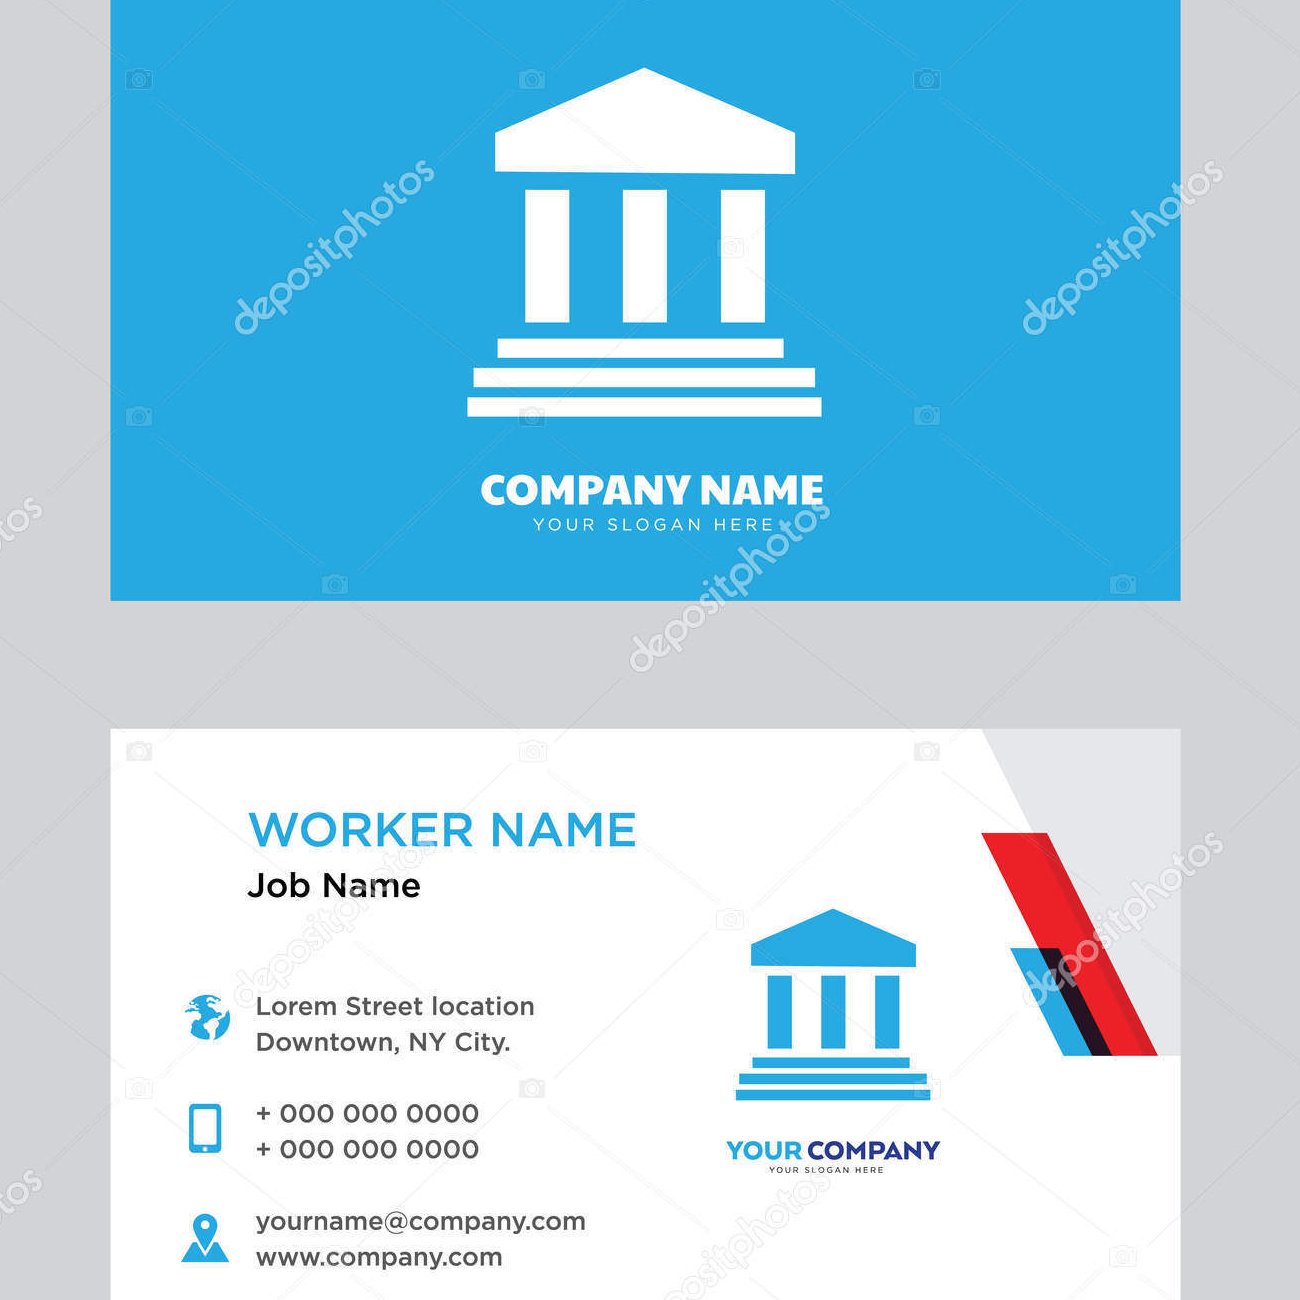 COMPANY NAME
YOUR SLOGAN HERE
WORKER NAME
Job Name
Lorem Street location
Downtown, NY City.
+ 000 000 0000
+ 000 000 0000
yourname@company.com
www.company.com
YOUR COMPANY
YOUR SLOGAN HERE
depositphotos
depositphotos
depositphotos
depositphotos
depositphotos
depositphotos